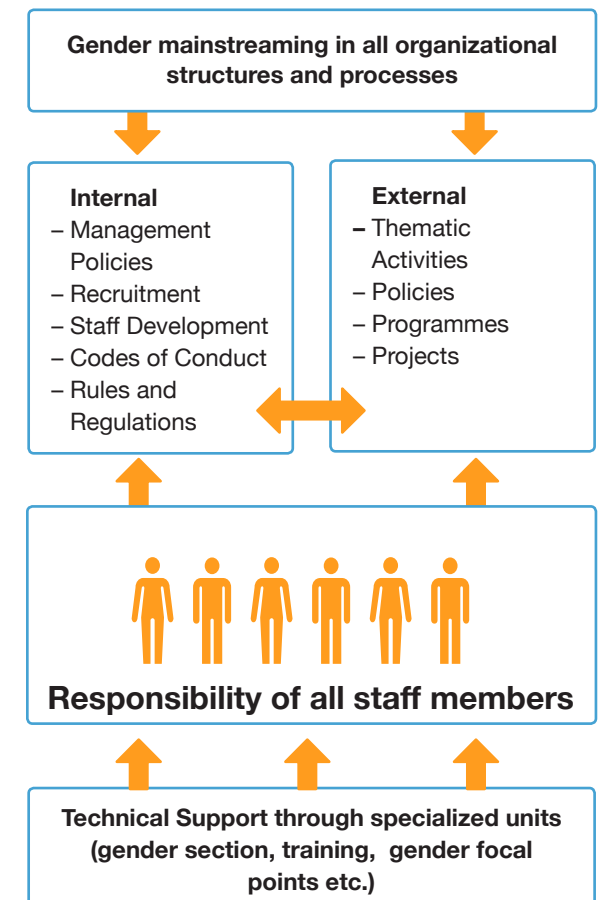 Gender mainstreaming in all organizational
structures and processes
Internal
– Management
Policies
– Recruitment
– Staff Development
– Codes of Conduct
– Rules and
Regulations
External
– Thematic
Activities
– Policies
– Programmes
– Projects
Responsibility of all staff members
Technical Support through specialized units
(gender section, training, gender focal
points etc.)